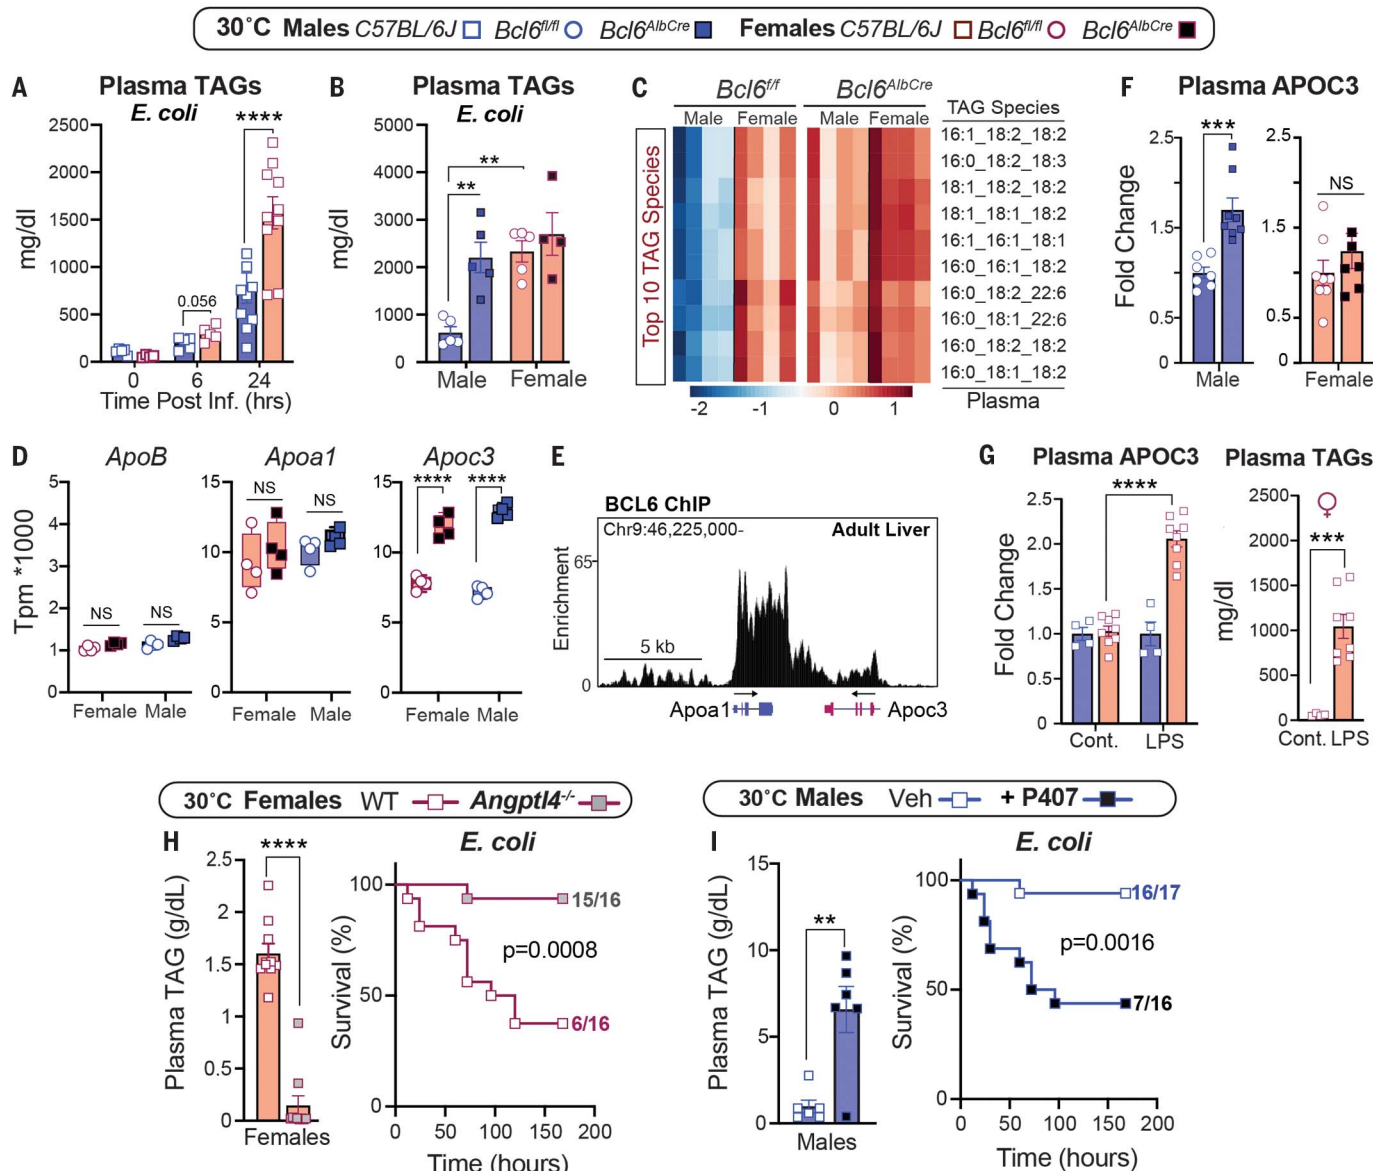 30°C Males C57BL/6J Bcl6fl/fl Bcl6AlbCre Females C57BL/6J Bcl6fl/fl Bcl6AlbCre
A Plasma TAGs
E. coli
****
2500
2000
1500
1000
500
0
mg/dl
0.056
0 6 24
Time Post Inf. (hrs)
B Plasma TAGs
E. coli
5000
4000
3000
2000
1000
0
mg/dl
**
**
Male Female
C Bcl6f/f Bcl6AlbCre TAG Species
Male Female Male Female
Top 10 TAG Species
16:1_18:2_18:2
16:0_18:2_18:3
18:1_18:2_18:2
18:1_18:1_18:2
16:1_16:1_18:1
16:0_16:1_18:2
16:0_18:2_22:6
16:0_18:1_22:6
16:0_18:2_18:2
16:0_18:1_18:2
Plasma
-2 -1 0 1
F Plasma APOC3
Fold Change
2.5
1.5
0.5
0
***
Male
2.5
1.5
0.5
0
NS
Female
D ApoB Apoa1 Apoc3
Tpm *1000
5
4
3
2
1
0
NS NS
Female Male
15
10
5
0
NS NS
Female Male
15
10
5
0
**** ****
Female Male
E
BCL6 ChIP
Chr9:46,225,000- Adult Liver
Enrichment
65
0
5 kb
Apoa1 Apoc3
G Plasma APOC3 Plasma TAGs
Fold Change
2.5
2.0
1.5
1.0
0.5
0
****
Cont. LPS
mg/dl
2500
2000
1500
1000
500
0
♀
***
Cont. LPS
30°C Females WT Angptl4-/-
H
****
Plasma TAG (g/dL)
2.5
2
1.5
1
0.5
0
Females
E. coli
Survival (%)
100
50
0
15/16
p=0.0008
6/16
0 50 100 150 200
Time (hours)
30°C Males Veh + P407
I
Plasma TAG (g/dL)
15
10
5
0
**
Males
E. coli
Survival (%)
100
50
0
16/17
p=0.0016
7/16
0 50 100 150 200
Time (hours)